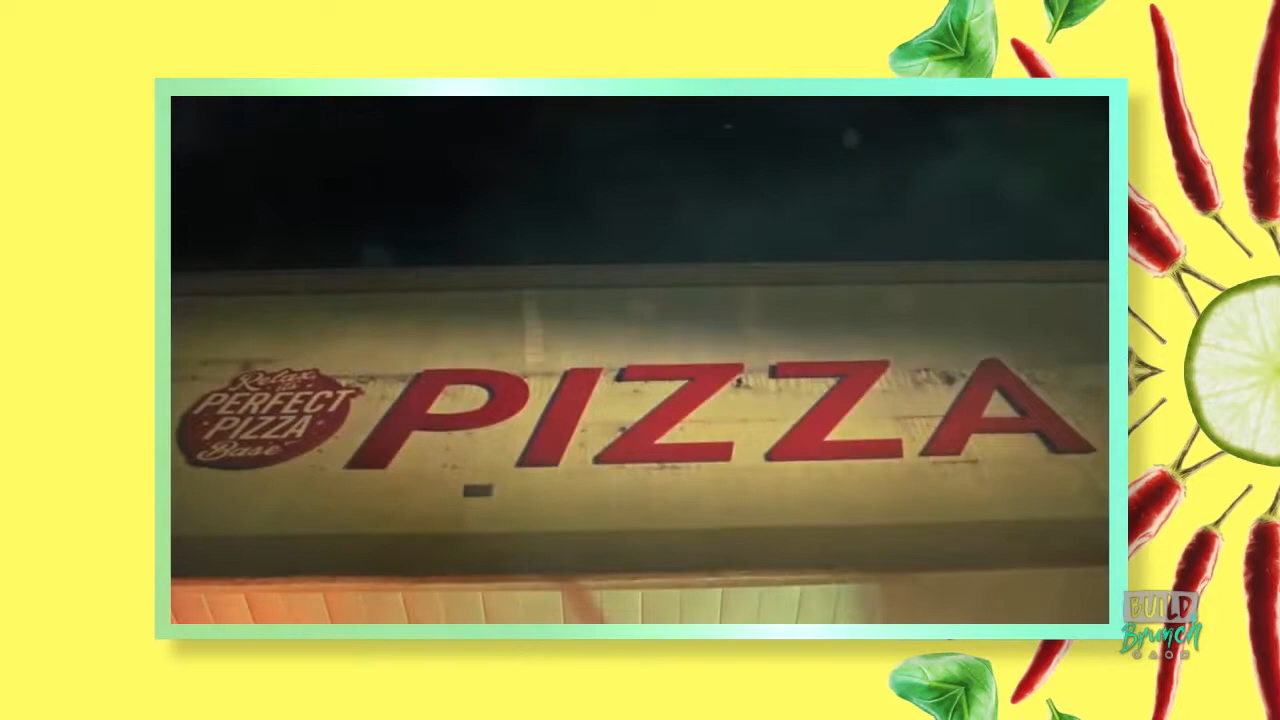 Relax
PERFECT
PIZZA
Base
PIZZA
BUILD
Brunch